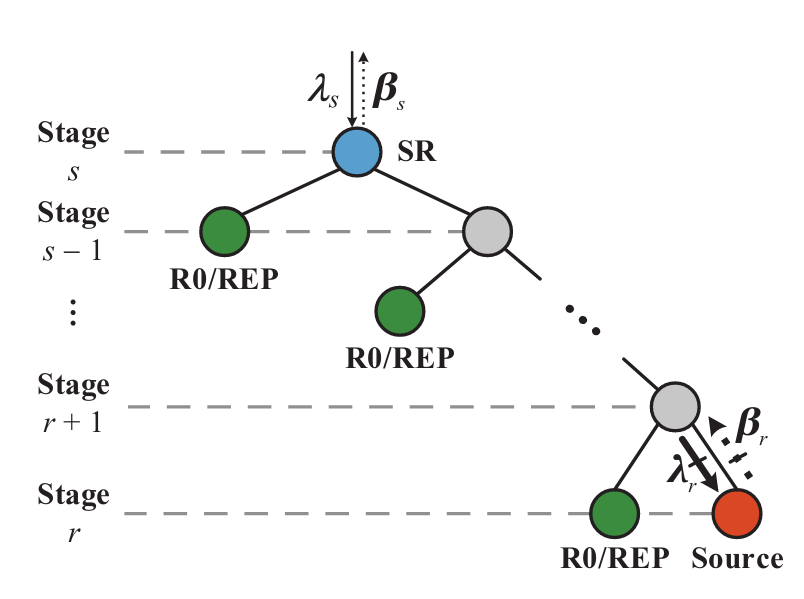 λs βs
Stage
s
SR
Stage
s − 1
R0/REP
⋮
R0/REP
Stage
r + 1
λr βr
Stage
r
R0/REP Source